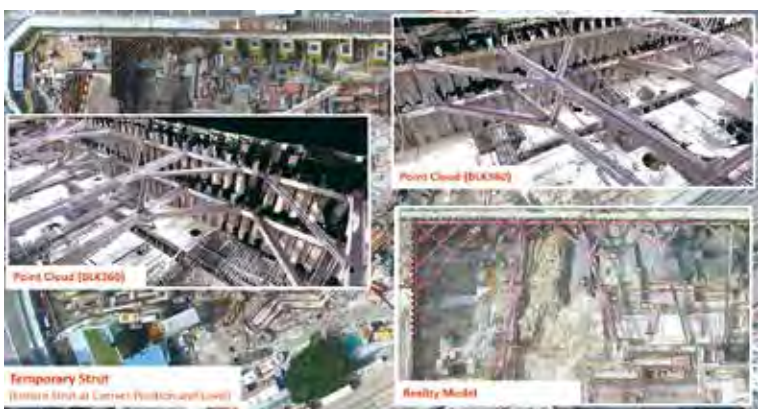 Point Cloud (BLK360)
Point Cloud (BLK360)
Temporary Strut
(Ensure Strut at Correct Position and Level)
Reality Model